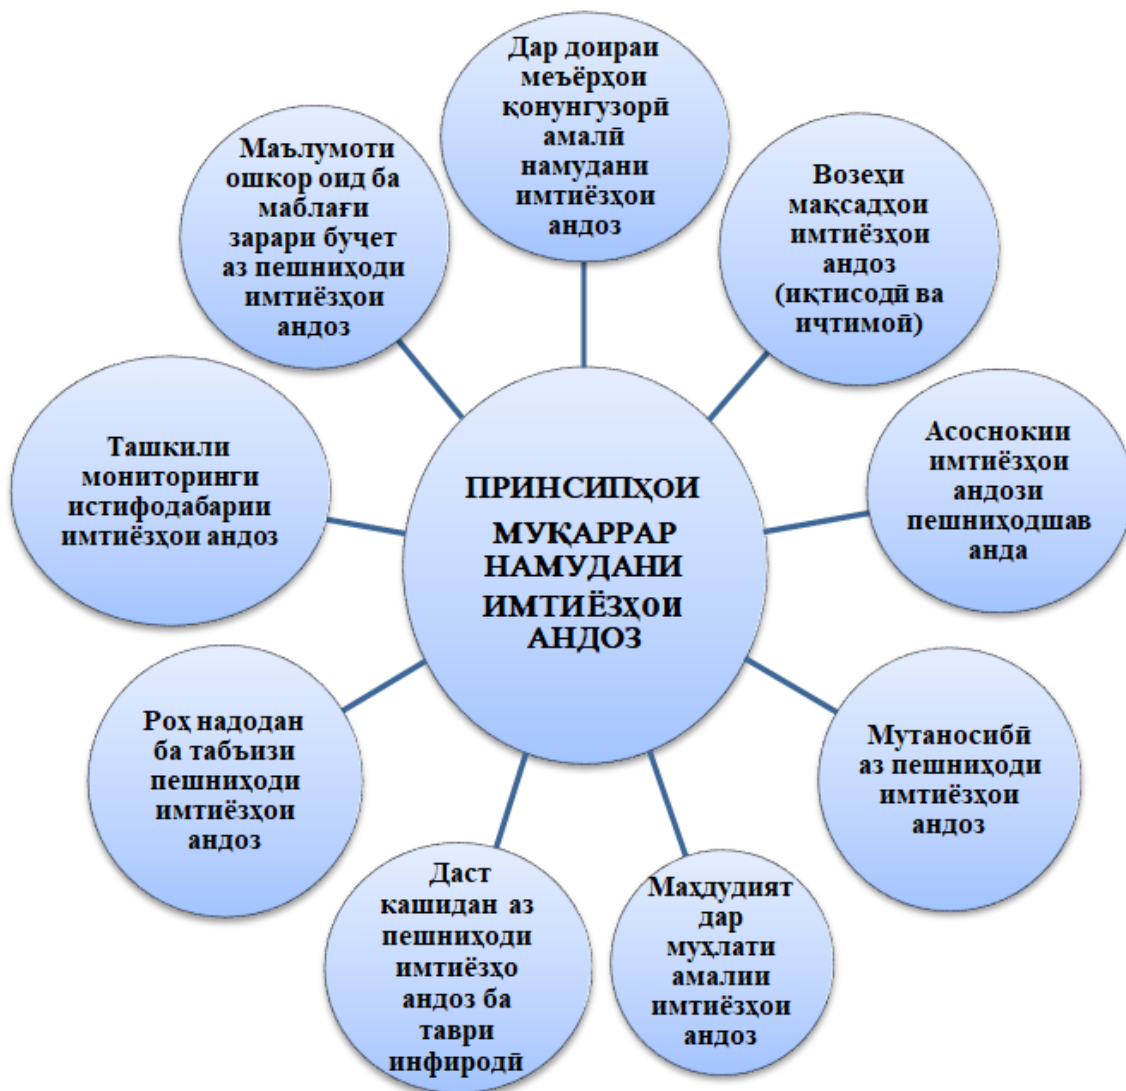 Дар доираи
меъёрҳои
қонунгузорӣ
амалӣ
намудани
имтиёзҳои
андоз
Возеҳи
мақсадҳои
имтиёзҳои
андоз
(иқтисодӣ ва
иҷтимоӣ)
Асоснокии
имтиёзҳои
андози
пешниҳодшав
анда
Мутаносибӣ
аз пешниҳоди
имтиёзҳои
андоз
Маҳдудият
дар
муҳлати
амалии
имтиёзҳои
андоз
Даст
кашидан аз
пешниҳоди
имтиёзҳо
андоз ба
таври
инфиродӣ
Роҳ надодан
ба табъизи
пешниҳоди
имтиёзҳои
андоз
Ташкили
мониторинги
истифодабарии
имтиёзҳои андоз
Маълумоти
ошкор оид ба
маблағи
зарари буҷет
аз пешниҳоди
имтиёзҳои
андоз
ПРИНСИПҲОИ
МУҚАРРАР
НАМУДАНИ
ИМТИЁЗҲОИ
АНДОЗ